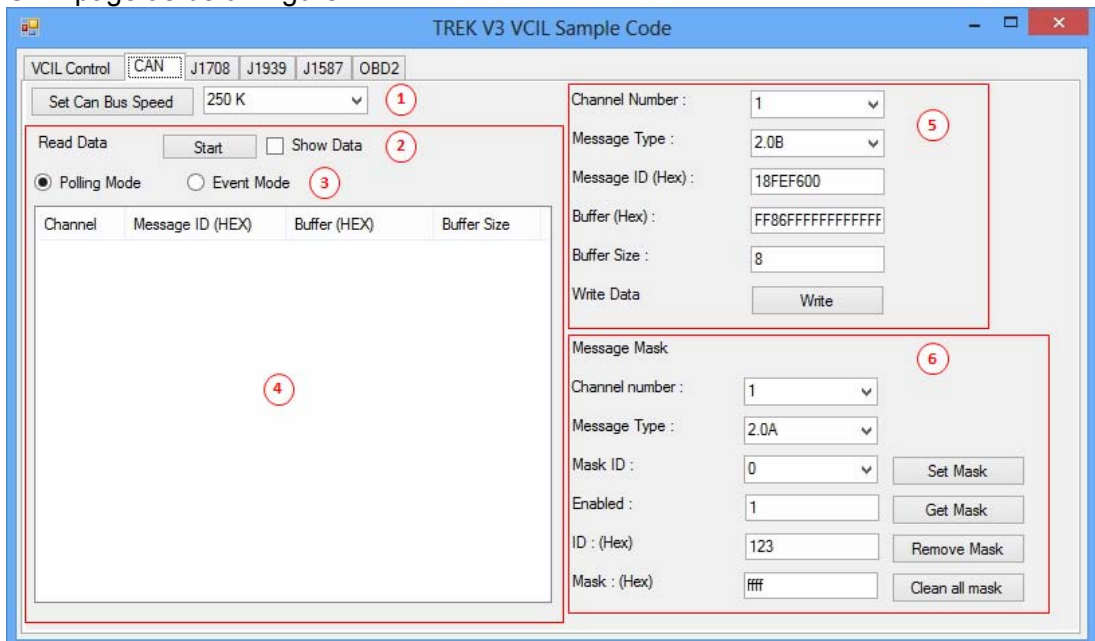 TREK V3 VCIL Sample Code
VCIL Control CAN J1708 J1939 J1587 OBD2
Set Can Bus Speed 250 K 1
Read Data Start Show Data 2
Polling Mode Event Mode 3
Channel Message ID (HEX) Buffer (HEX) Buffer Size
4
Channel Number : 1 5
Message Type : 2.0B
Message ID (Hex) : 18FEF600
Buffer (Hex) : FF86FFFFFFFFFFFF
Buffer Size : 8
Write Data Write
Message Mask 6
Channel number : 1
Message Type : 2.0A
Mask ID : 0 Set Mask
Enabled : 1 Get Mask
ID : (Hex) 123 Remove Mask
Mask : (Hex) ffff Clean all mask